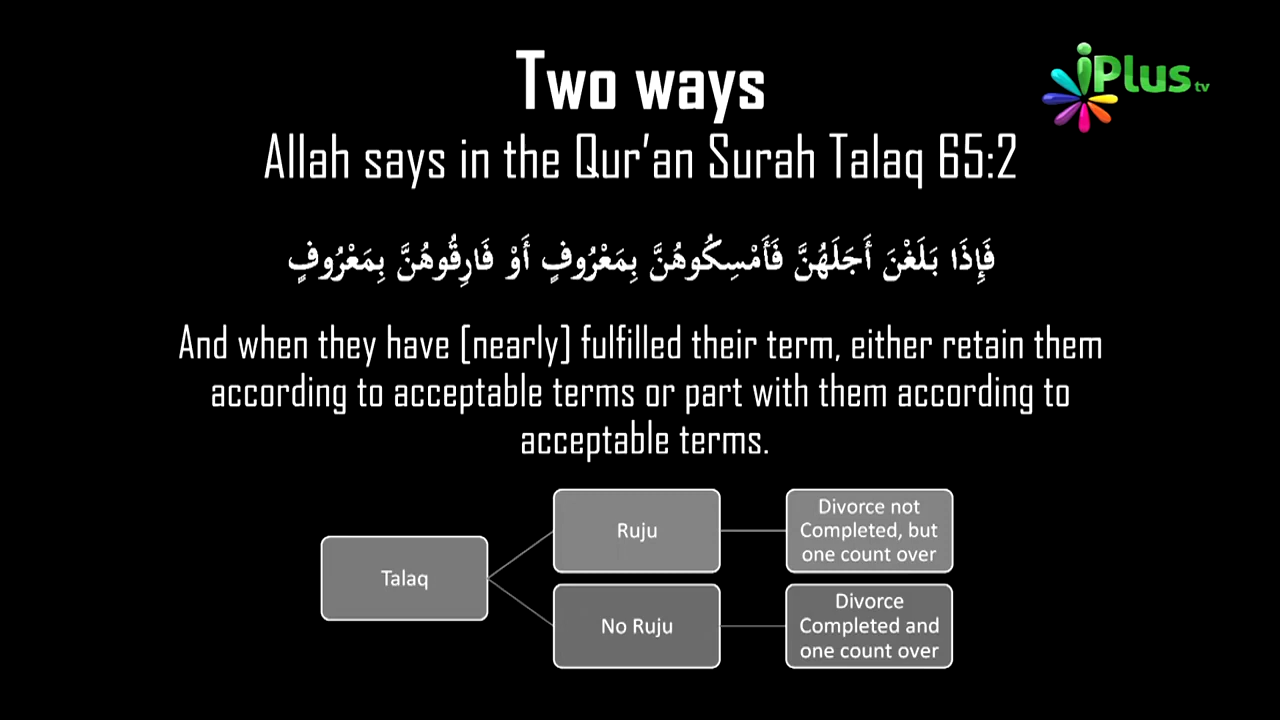 Two ways
iPlus tv
Allah says in the Qur’an Surah Talaq 65:2
فَإِذَا بَلَغْنَ أَجَلَهُنَّ فَأَمْسِكُوهُنَّ بِمَعْرُوفٍ أَوْ فَارِقُوهُنَّ بِمَعْرُوفٍ
And when they have [nearly] fulfilled their term, either retain them
according to acceptable terms or part with them according to
acceptable terms.
Talaq
Ruju
Divorce not
Completed, but
one count over
No Ruju
Divorce
Completed and
one count over